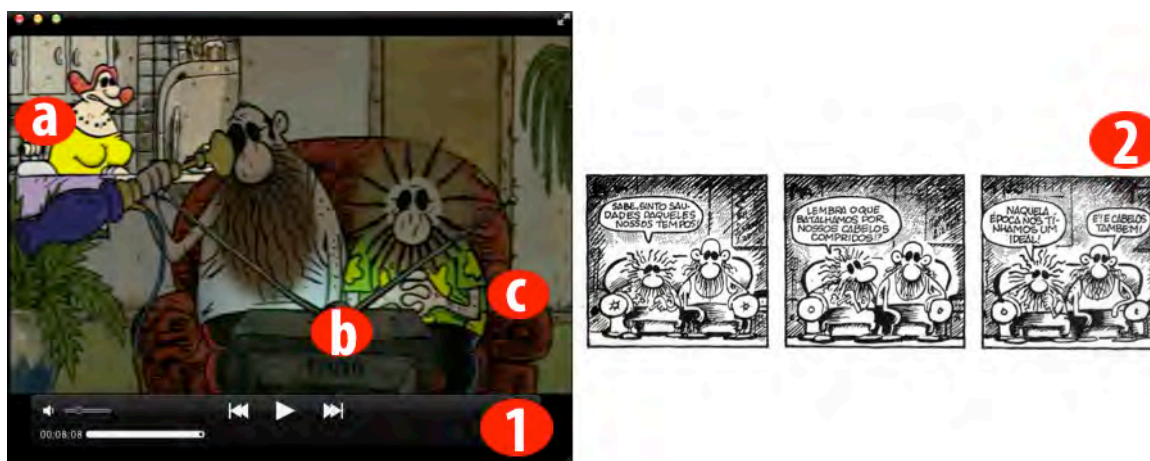 a
b
c
00:08:08
1
2
SABE, SINTO SAU-
DADES DAQUELES
NOSSOS TEMPOS!
LEMBRA O QUE
BATALHAMOS POR
NOSSOS CABELOS
COMPRIDOS!?
NAQUELA
ÉPOCA NÓS TÍ-
NHAMOS UM
IDEAL!
E!! E CABELOS
TAMBÉM!